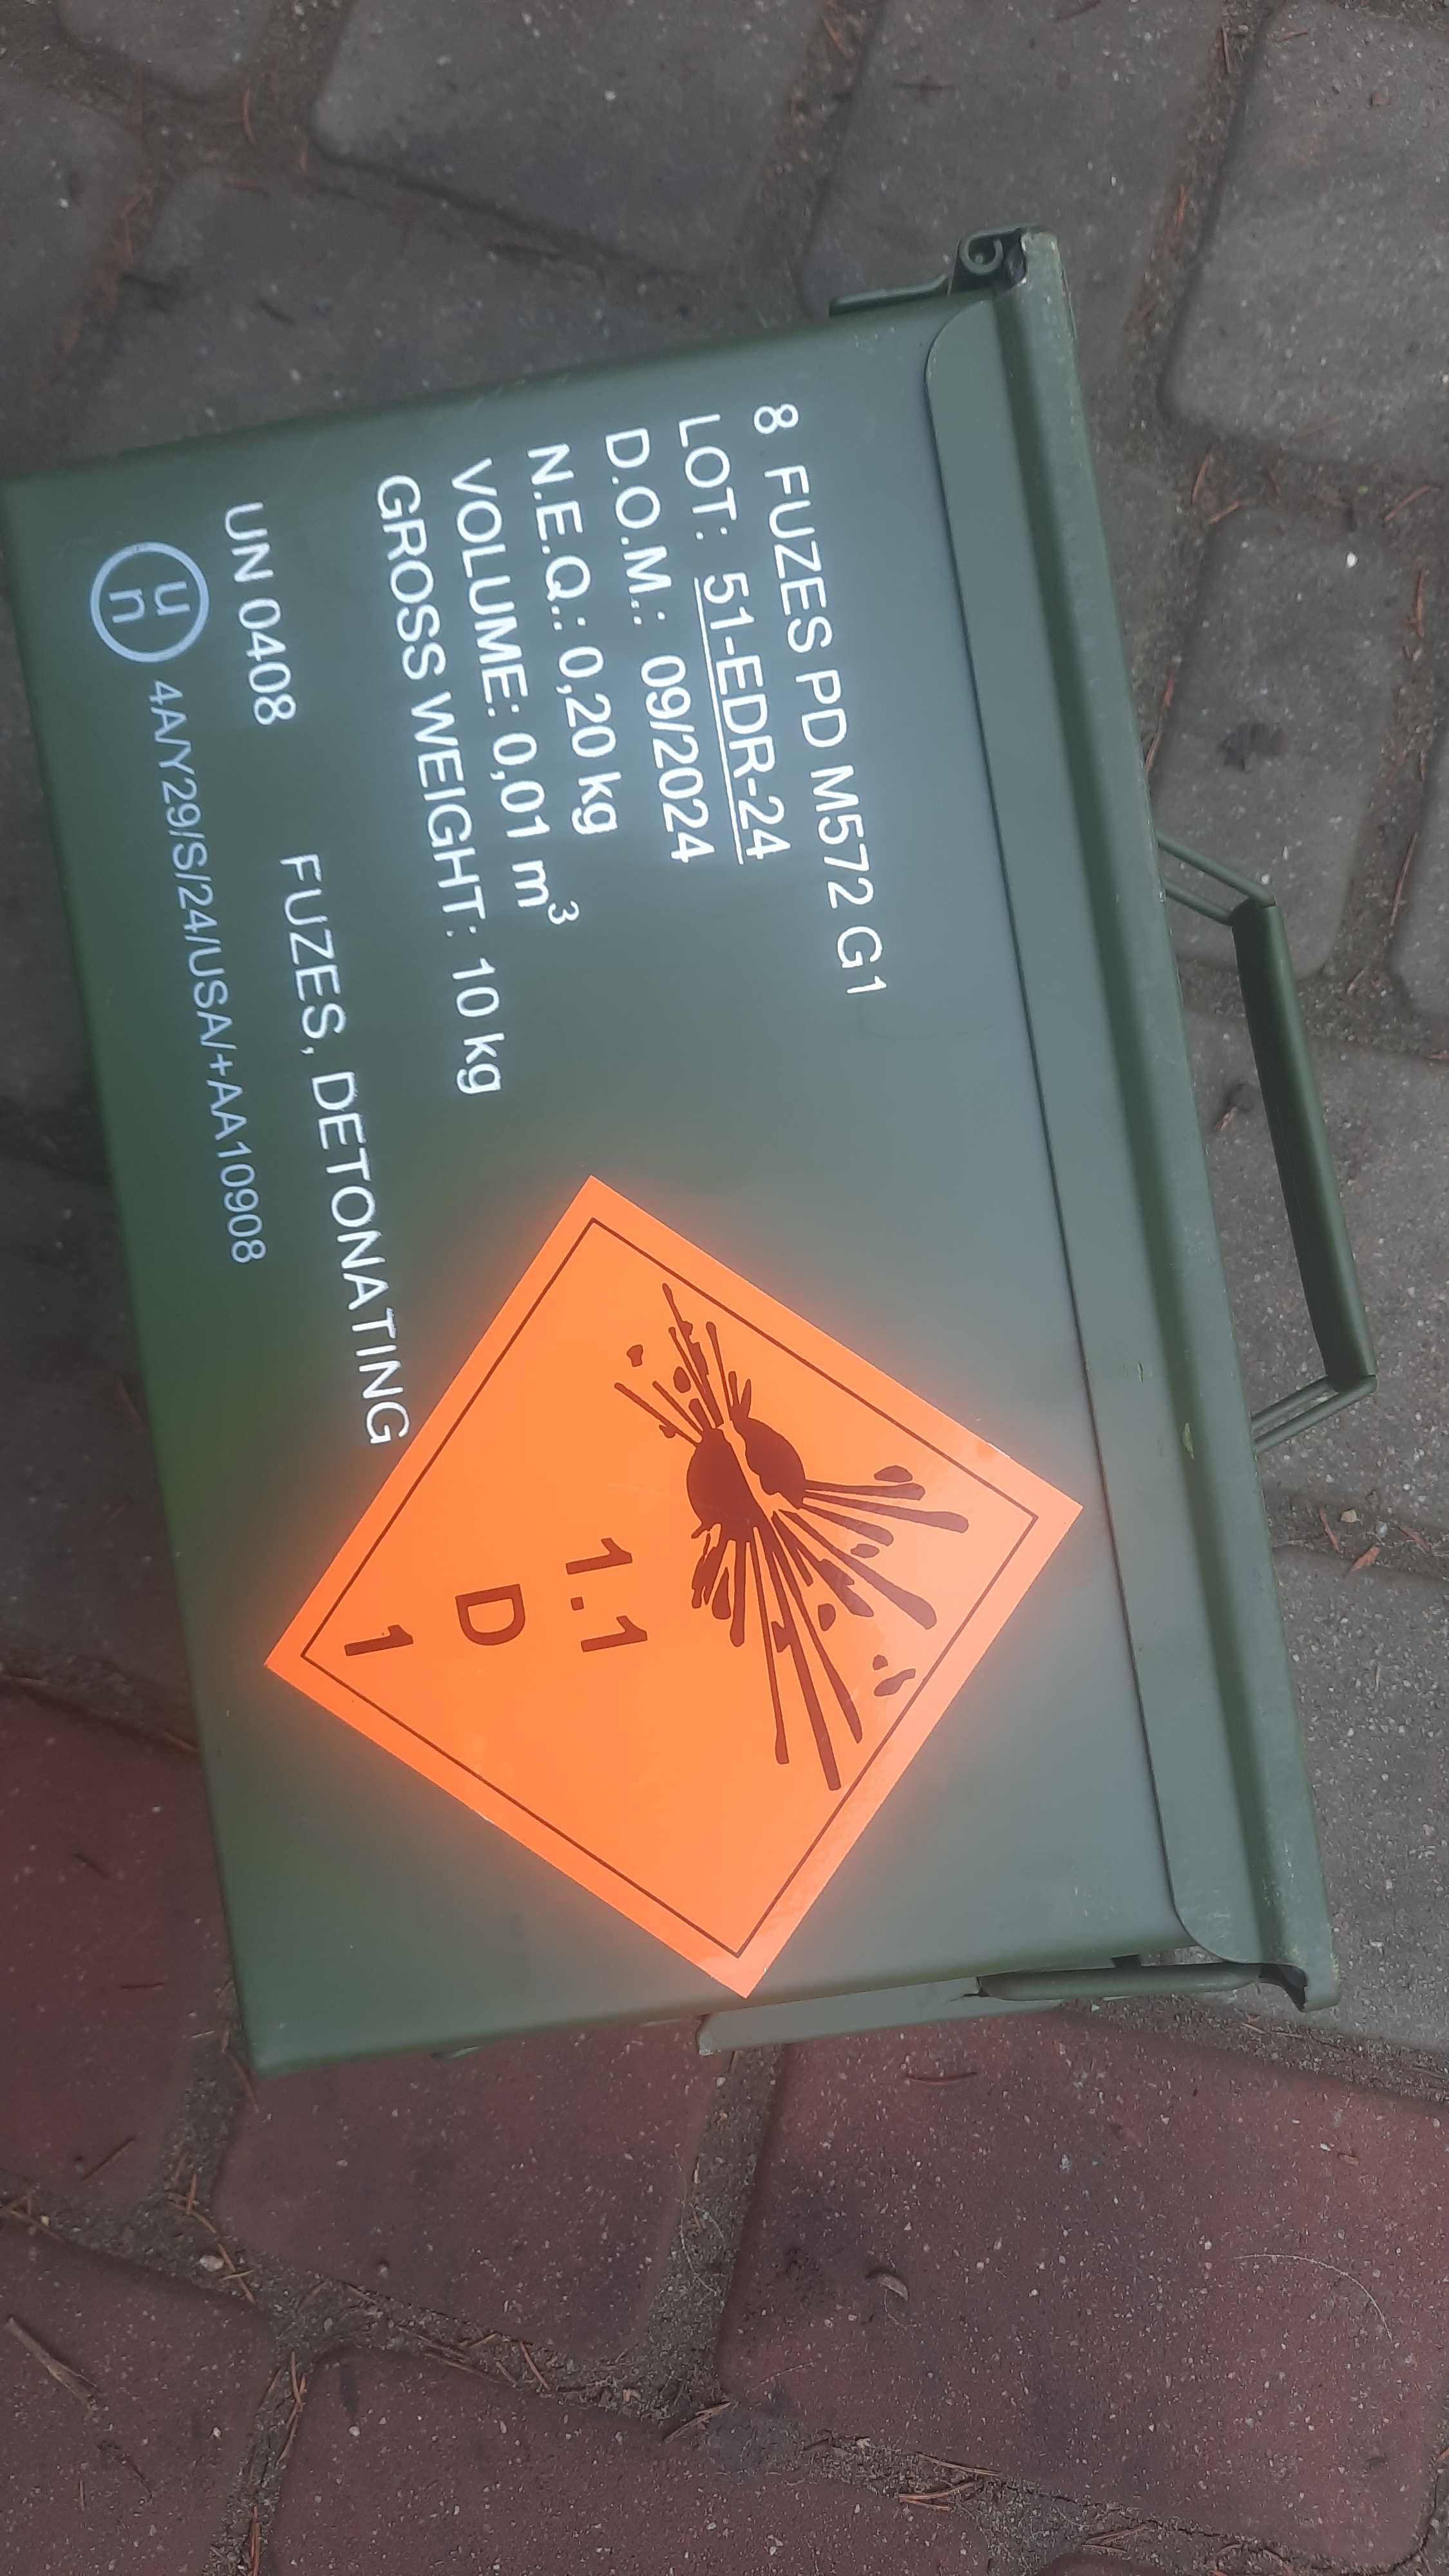 8 FUZES PD M572 G1
LOT: 51-EDR-24
D.O.M.: 09/2024
N.E.Q.: 0,20 kg
VOLUME: 0,01 m³
GROSS WEIGHT: 10 kg
UN 0408 FUZES, DETONATING
un 4A/Y29/S/24/USA/+AA10908
1.1
D
1